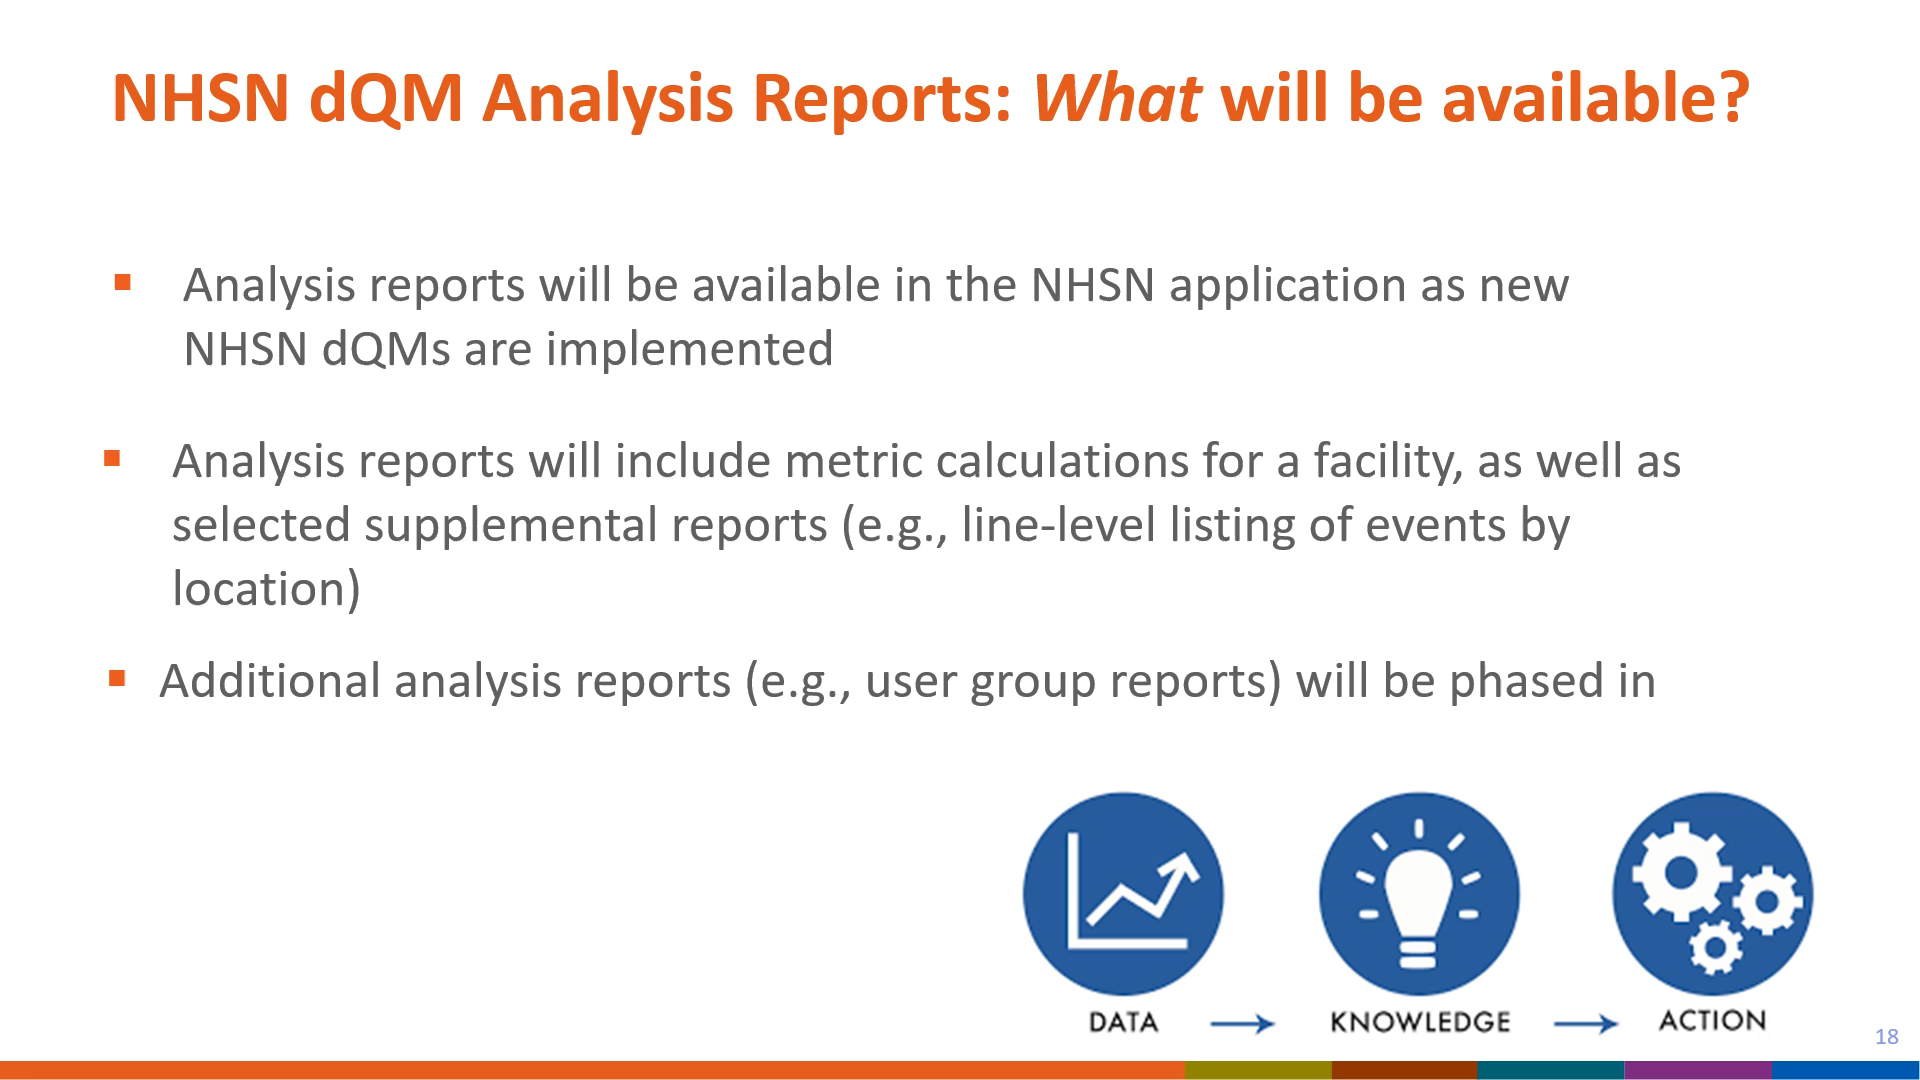 NHSN dQM Analysis Reports: What will be available?
Analysis reports will be available in the NHSN application as new
NHSN dQMs are implemented
Analysis reports will include metric calculations for a facility, as well as
selected supplemental reports (e.g., line-level listing of events by
location)
Additional analysis reports (e.g., user group reports) will be phased in
DATA → KNOWLEDGE → ACTION
18